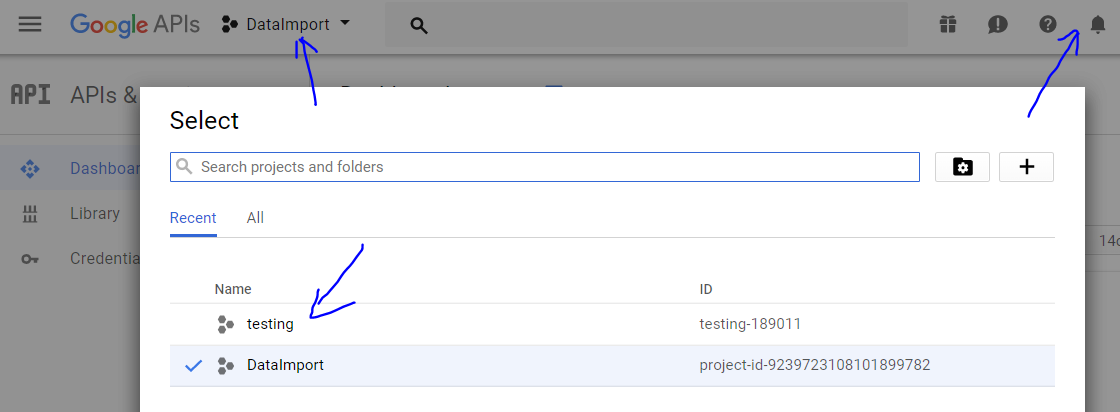 Google APIs DataImport
API APIs &
Select
Dashboar
Search projects and folders
Library
Recent All
Credentia
14
Name ID
testing testing-189011
DataImport project-id-9239723108101899782